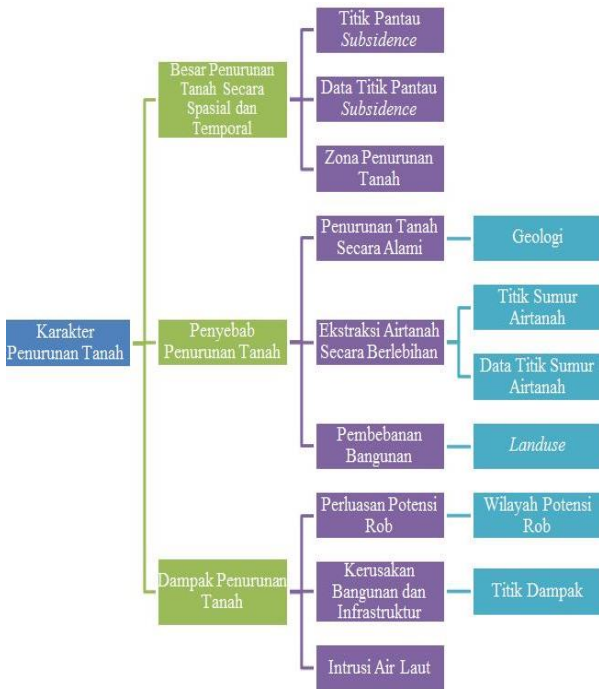 Karakter
Penurunan Tanah
Besar Penurunan
Tanah Secara
Spasial dan
Temporal
Titik Pantau
Subsidence
Data Titik Pantau
Subsidence
Zona Penurunan
Tanah
Penyebab
Penurunan Tanah
Penurunan Tanah
Secara Alami
Geologi
Ekstraksi Airtanah
Secara Berlebihan
Titik Sumur
Airtanah
Data Titik Sumur
Airtanah
Pembebanan
Bangunan
Landuse
Dampak Penurunan
Tanah
Perluasan Potensi
Rob
Wilayah Potensi
Rob
Kerusakan
Bangunan dan
Infrastruktur
Titik Dampak
Intrusi Air Laut